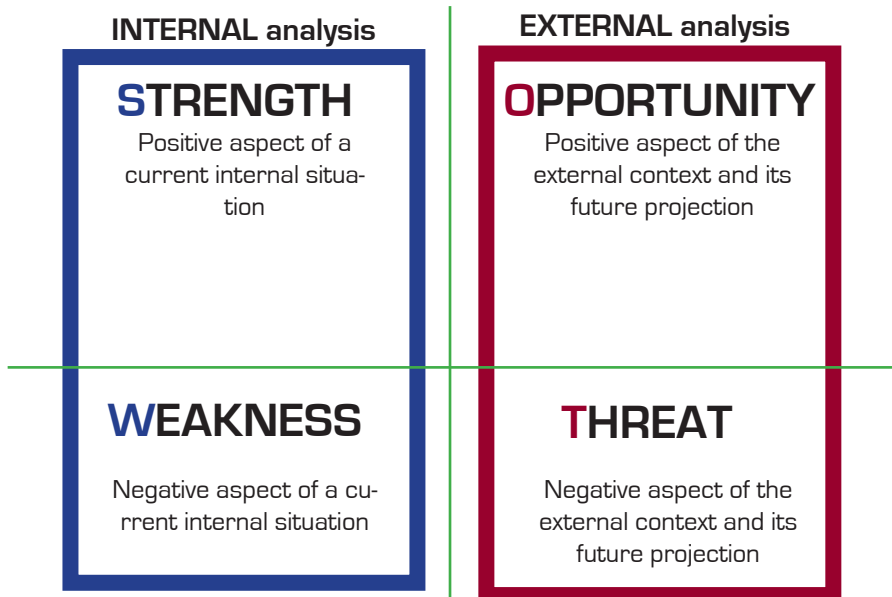 INTERNAL analysis
STRENGTH
Positive aspect of a
current internal situa-
tion
WEAKNESS
Negative aspect of a cu-
rrent internal situation
EXTERNAL analysis
OPPORTUNITY
Positive aspect of the
external context and its
future projection
THREAT
Negative aspect of the
external context and its
future projection